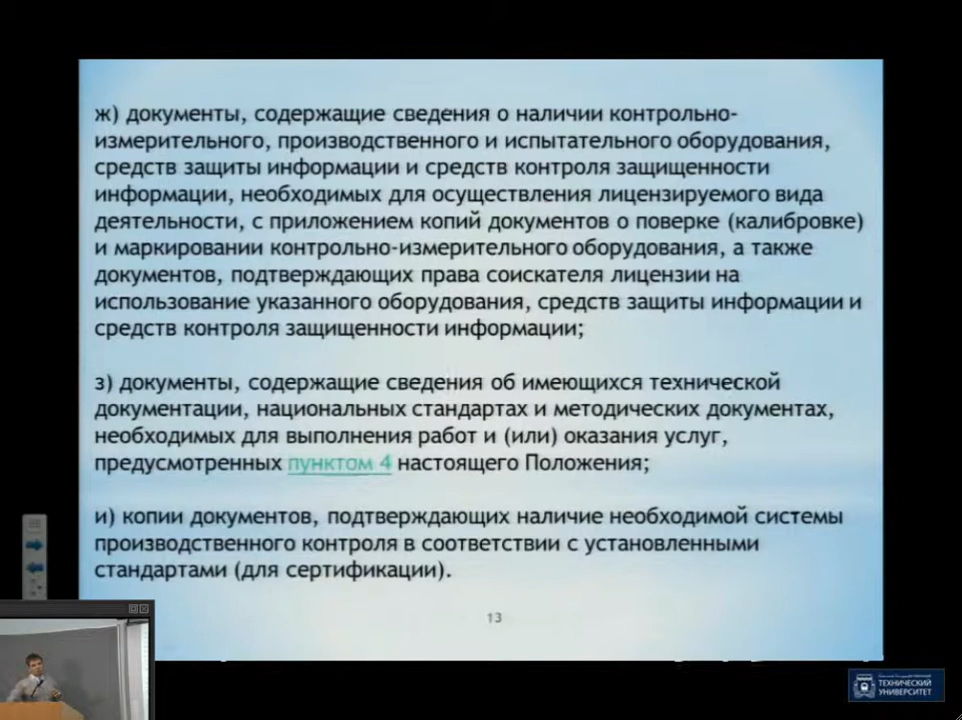 ж) документы, содержащие сведения о наличии контрольно-
измерительного, производственного и испытательного оборудования,
средств защиты информации и средств контроля защищенности
информации, необходимых для осуществления лицензируемого вида
деятельности, с приложением копий документов о поверке (калибровке)
и маркировании контрольно-измерительного оборудования, а также
документов, подтверждающих права соискателя лицензии на
использование указанного оборудования, средств защиты информации и
средств контроля защищенности информации;
з) документы, содержащие сведения об имеющихся технической
документации, национальных стандартах и методических документах,
необходимых для выполнения работ и (или) оказания услуг,
предусмотренных пунктом 4 настоящего Положения;
и) копии документов, подтверждающих наличие необходимой системы
производственного контроля в соответствии с установленными
стандартами (для сертификации).
13
ТЕХНИЧЕСКИЙ
УНИВЕРСИТЕТ